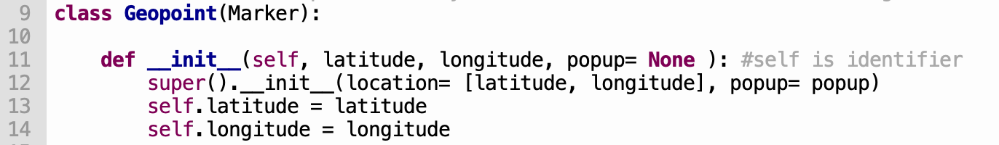 9 class Geopoint(Marker):
10
11     def __init__(self, latitude, longitude, popup= None ): #self is identifier
12         super().__init__(location= [latitude, longitude], popup= popup)
13         self.latitude = latitude
14         self.longitude = longitude